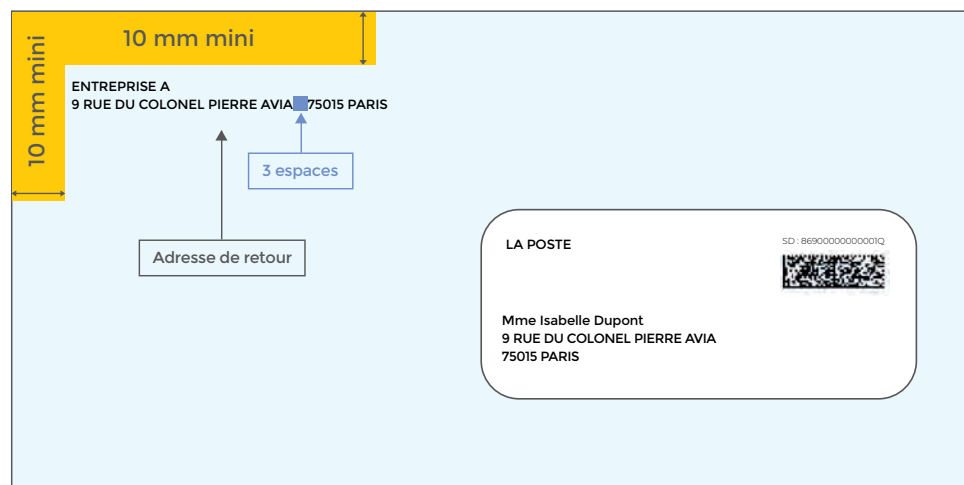 10 mm mini
10 mm mini
ENTREPRISE A
9 RUE DU COLONEL PIERRE AVIA 75015 PARIS
3 espaces
Adresse de retour
LA POSTE
SD : 86900000000001Q
Mme Isabelle Dupont
9 RUE DU COLONEL PIERRE AVIA
75015 PARIS